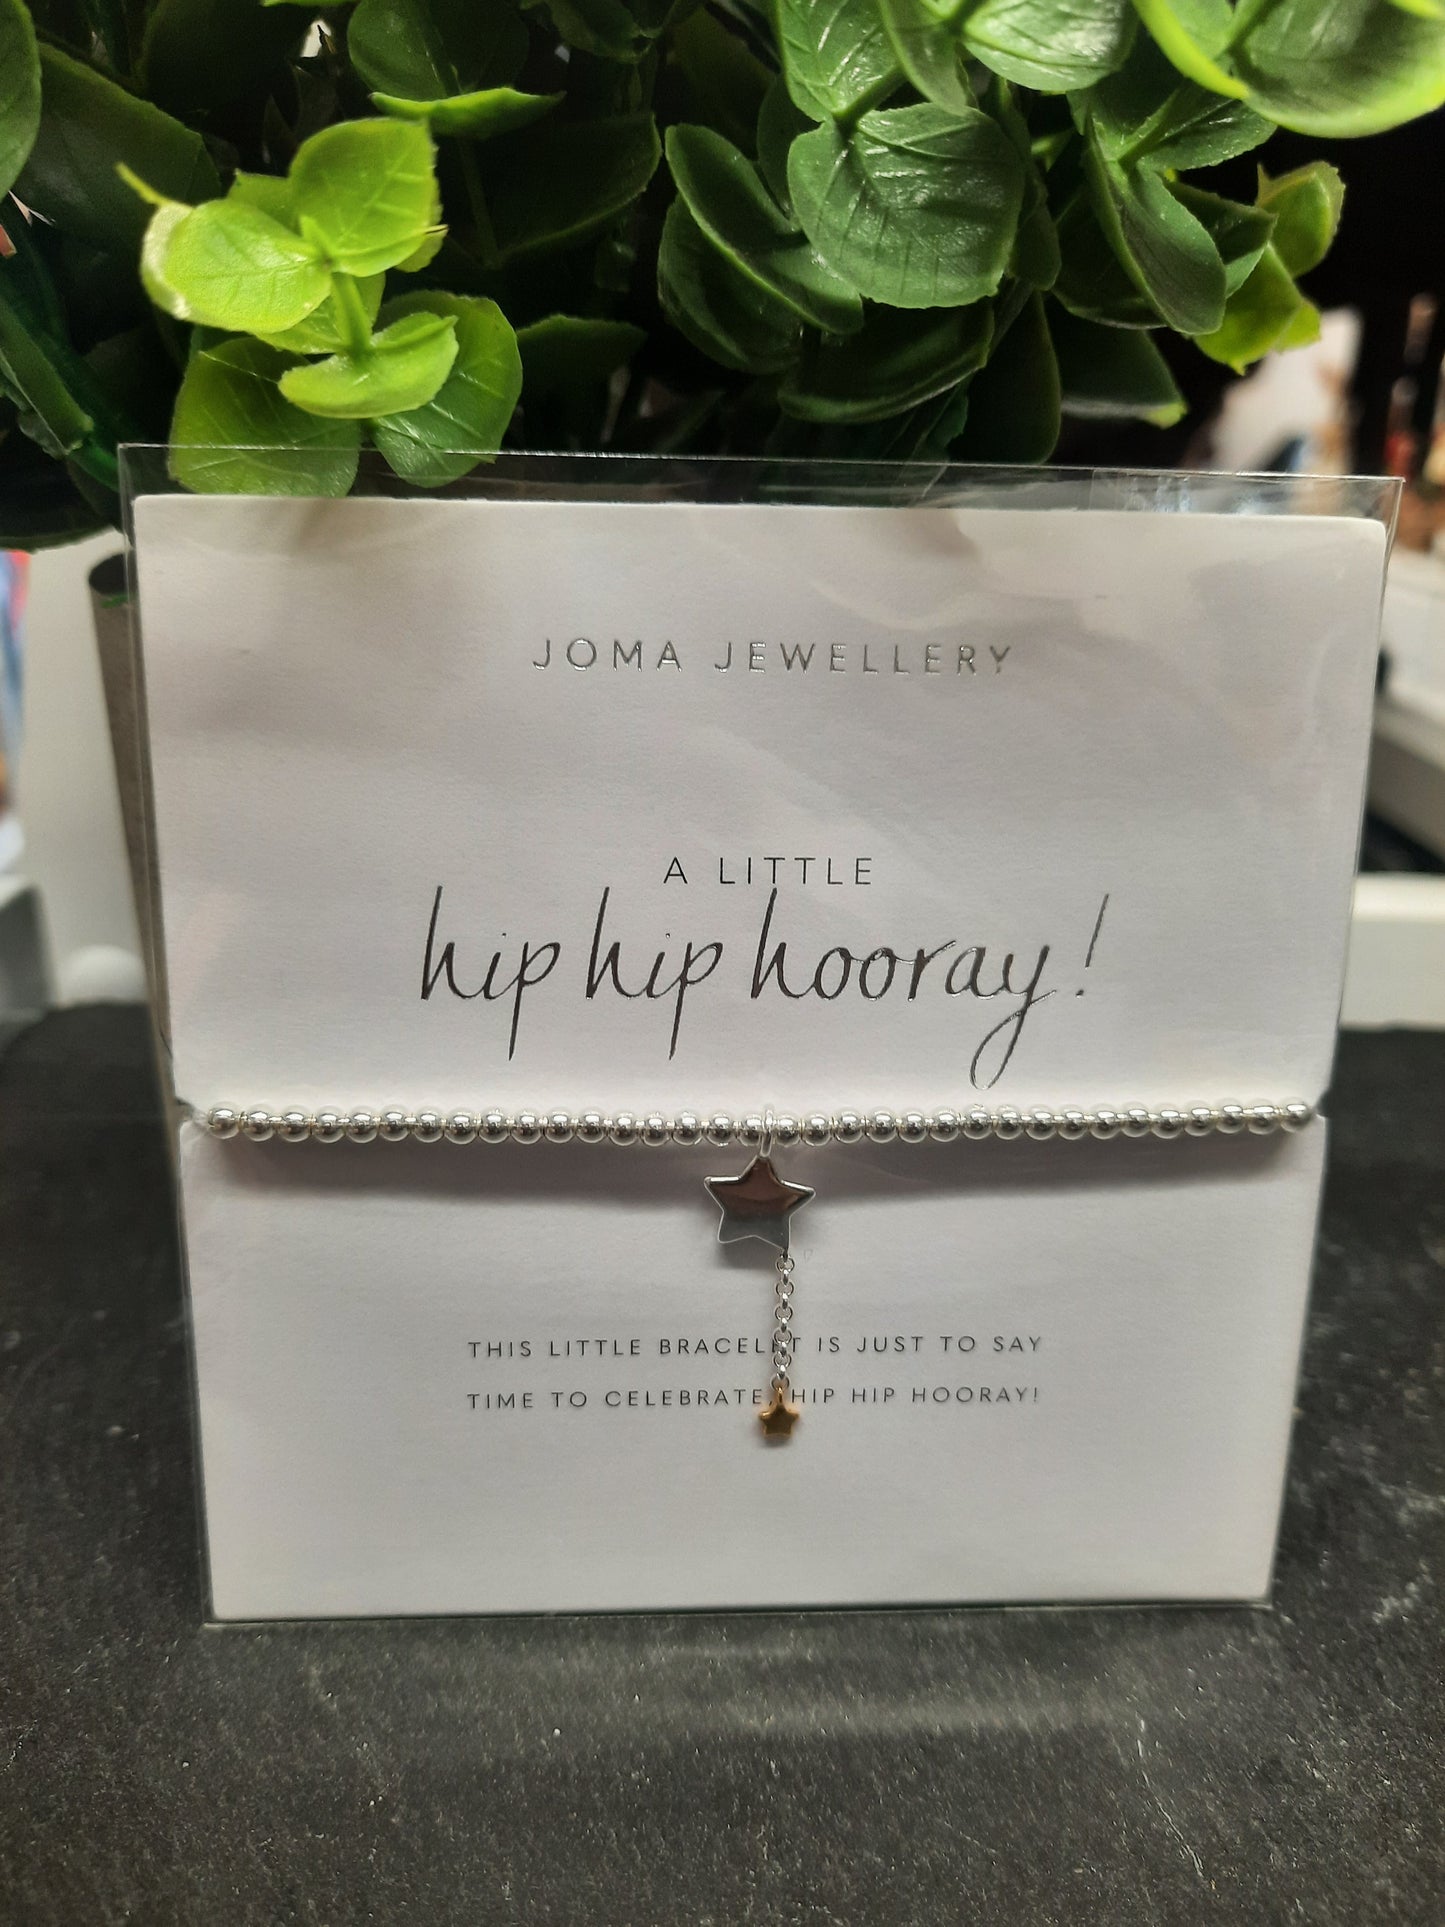 JOMA JEWELLERY
A LITTLE
hip hip hooray!
THIS LITTLE BRACELET IS JUST TO SAY
TIME TO CELEBRATE, HIP HIP HOORAY!